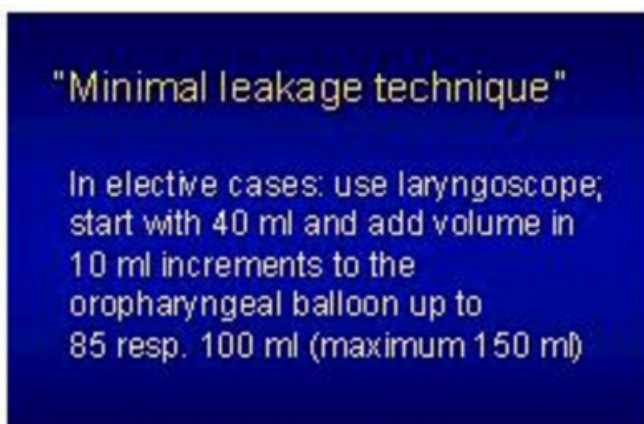 "Minimal leakage technique"
In elective cases: use laryngoscope;
start with 40 ml and add volume in
10 ml increments to the
oropharyngeal balloon up to
85 resp. 100 ml (maximum 150 ml)